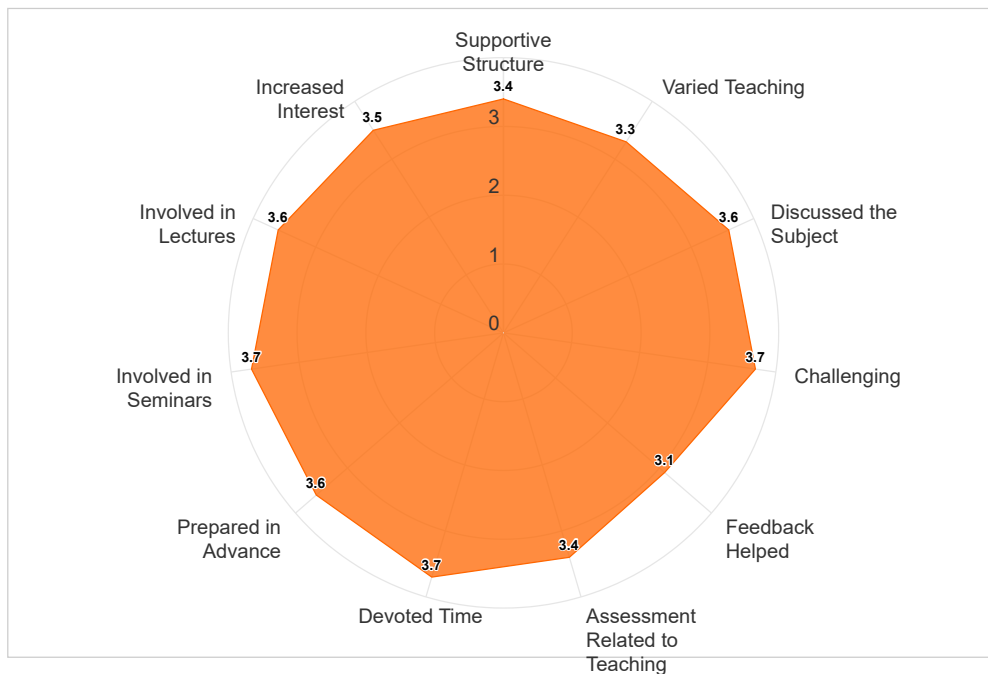 Supportive
Structure
3.4
Varied Teaching
3.3
Discussed the
Subject
3.6
Challenging
3.7
Feedback
Helped
3.1
Assessment
Related to
Teaching
3.4
Devoted Time
3.7
Prepared in
Advance
3.6
Involved in
Seminars
3.7
Involved in
Lectures
3.6
Increased
Interest
3.5
3
2
1
0